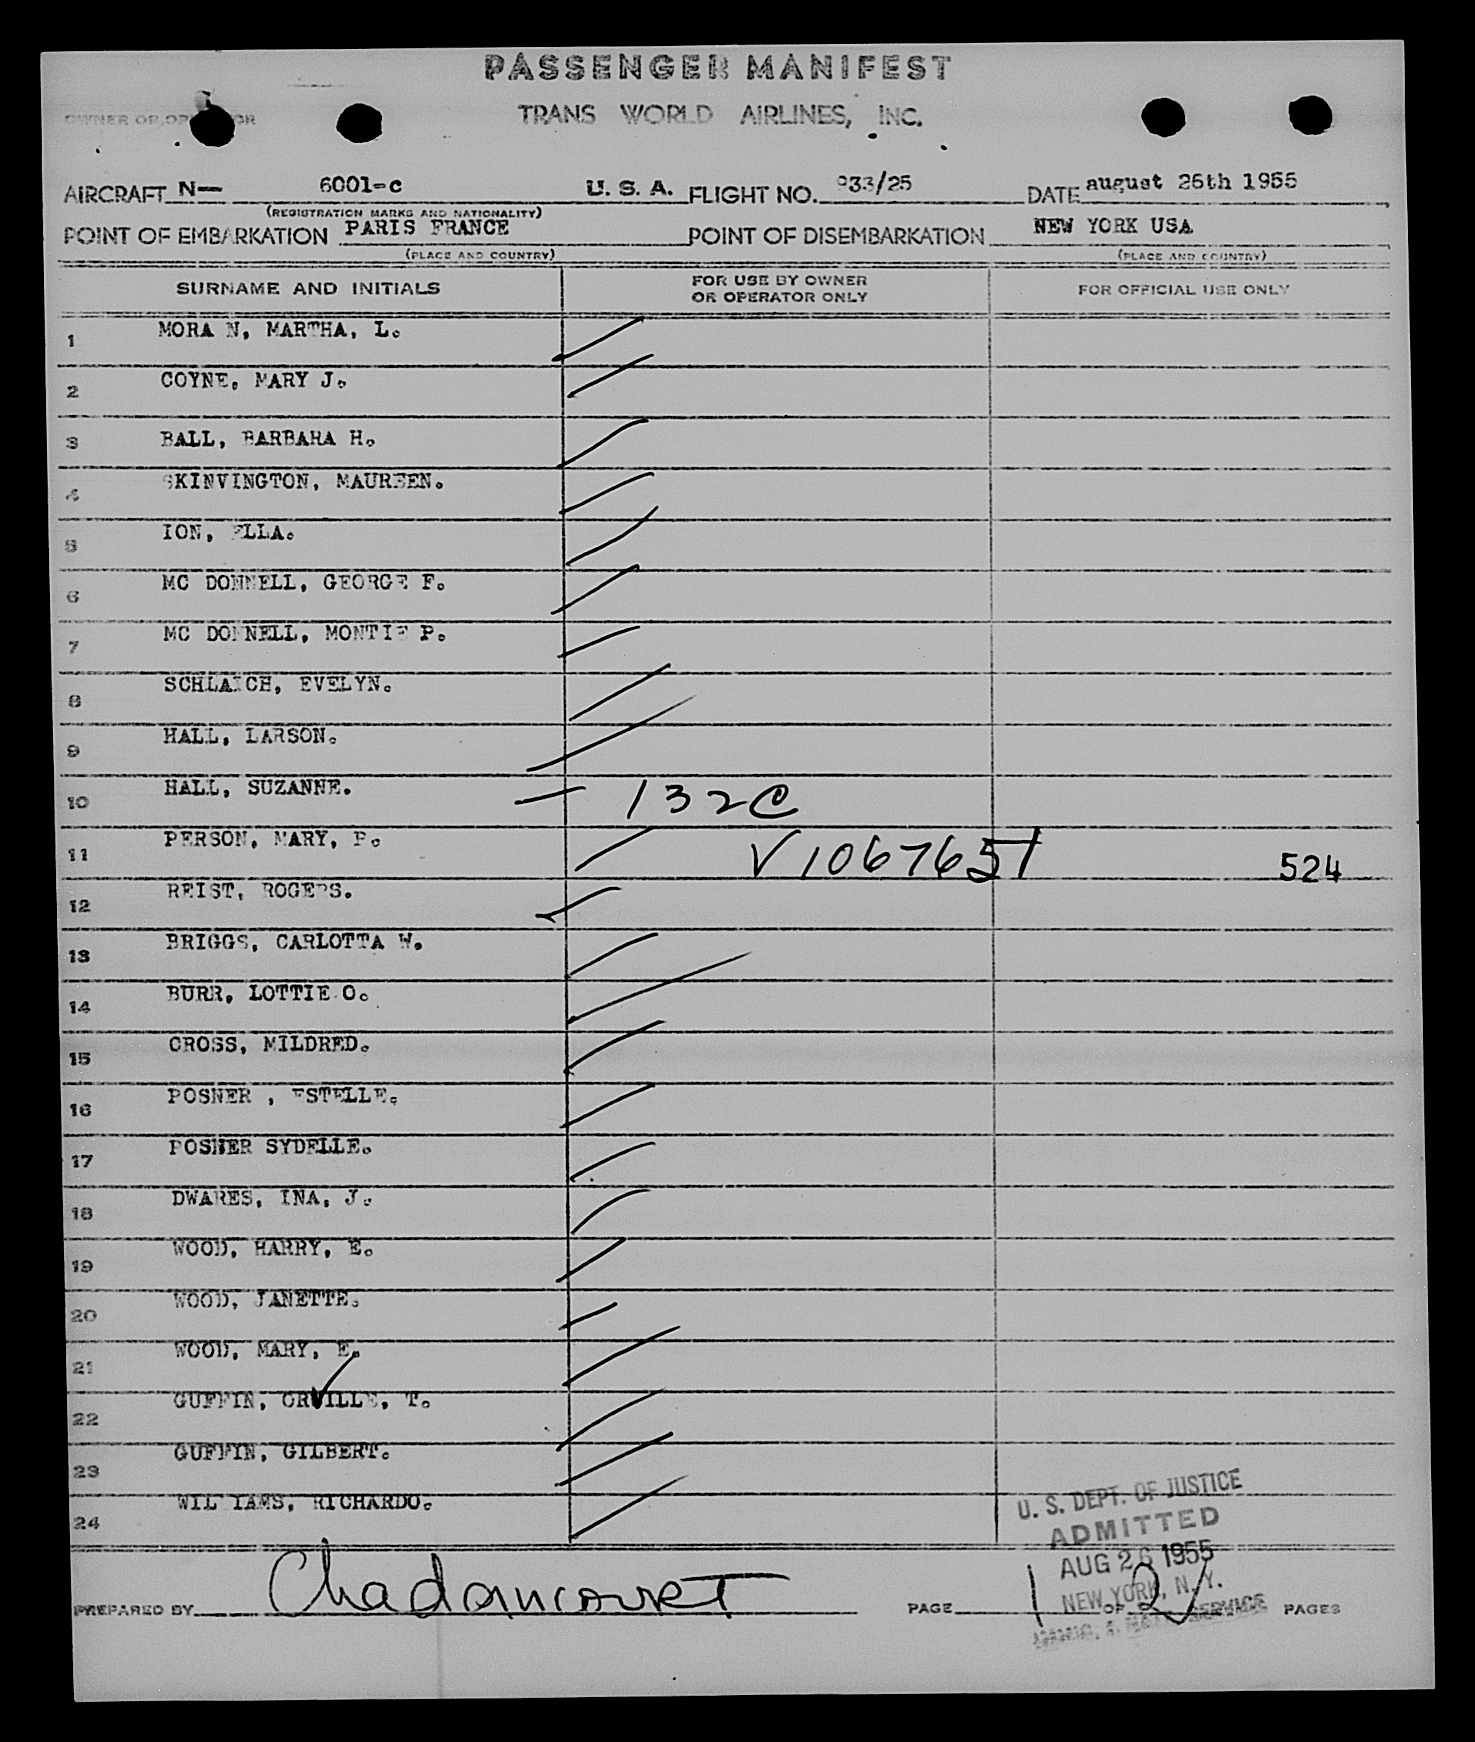 PASSENGER MANIFEST
OWNER OR OPERATOR
TRANS WORLD AIRLINES, INC.
AIRCRAFT N— 6001-c U. S. A. FLIGHT NO. 933/25 DATE august 26th 1955
(REGISTRATION MARKS AND NATIONALITY)
POINT OF EMBARKATION PARIS FRANCE POINT OF DISEMBARKATION NEW YORK USA
(PLACE AND COUNTRY) (PLACE AND COUNTRY)
SURNAME AND INITIALS FOR USE BY OWNER OR OPERATOR ONLY FOR OFFICIAL USE ONLY
1 MORA N, MARTHA, L.
2 COYNE, MARY J.
3 BALL, BARBARA H.
4 SKINVINGTON, MAUREEN.
5 ION, ELLA.
6 MC DONNELL, GEORGE F.
7 MC DONNELL, MONTIE P.
8 SCHLAICH, EVELYN.
9 HALL, LARSON.
10 HALL, SUZANNE. 132C
11 PERSON, MARY, P. V1067651 524
12 REIST, ROGERS.
13 BRIGGS, CARLOTTA W.
14 BURR, LOTTIE O.
15 CROSS, MILDRED.
16 POSNER , ESTELLE.
17 POSNER SYDELLE.
18 DWARES, INA, J.
19 WOOD, HARRY, E.
20 WOOD, JANETTE.
21 WOOD, MARY, E.
22 GUFFIN, ORVILLE, T.
23 GUFFIN, GILBERT.
24 WILLIAMS, RICHARDO.
U. S. DEPT. OF JUSTICE
ADMITTED
AUG 26 1955
NEW YORK, N. Y.
IMMIG. & NATZ. SERVICE
PREPARED BY Chadancourt PAGE 1 OF 2 PAGES